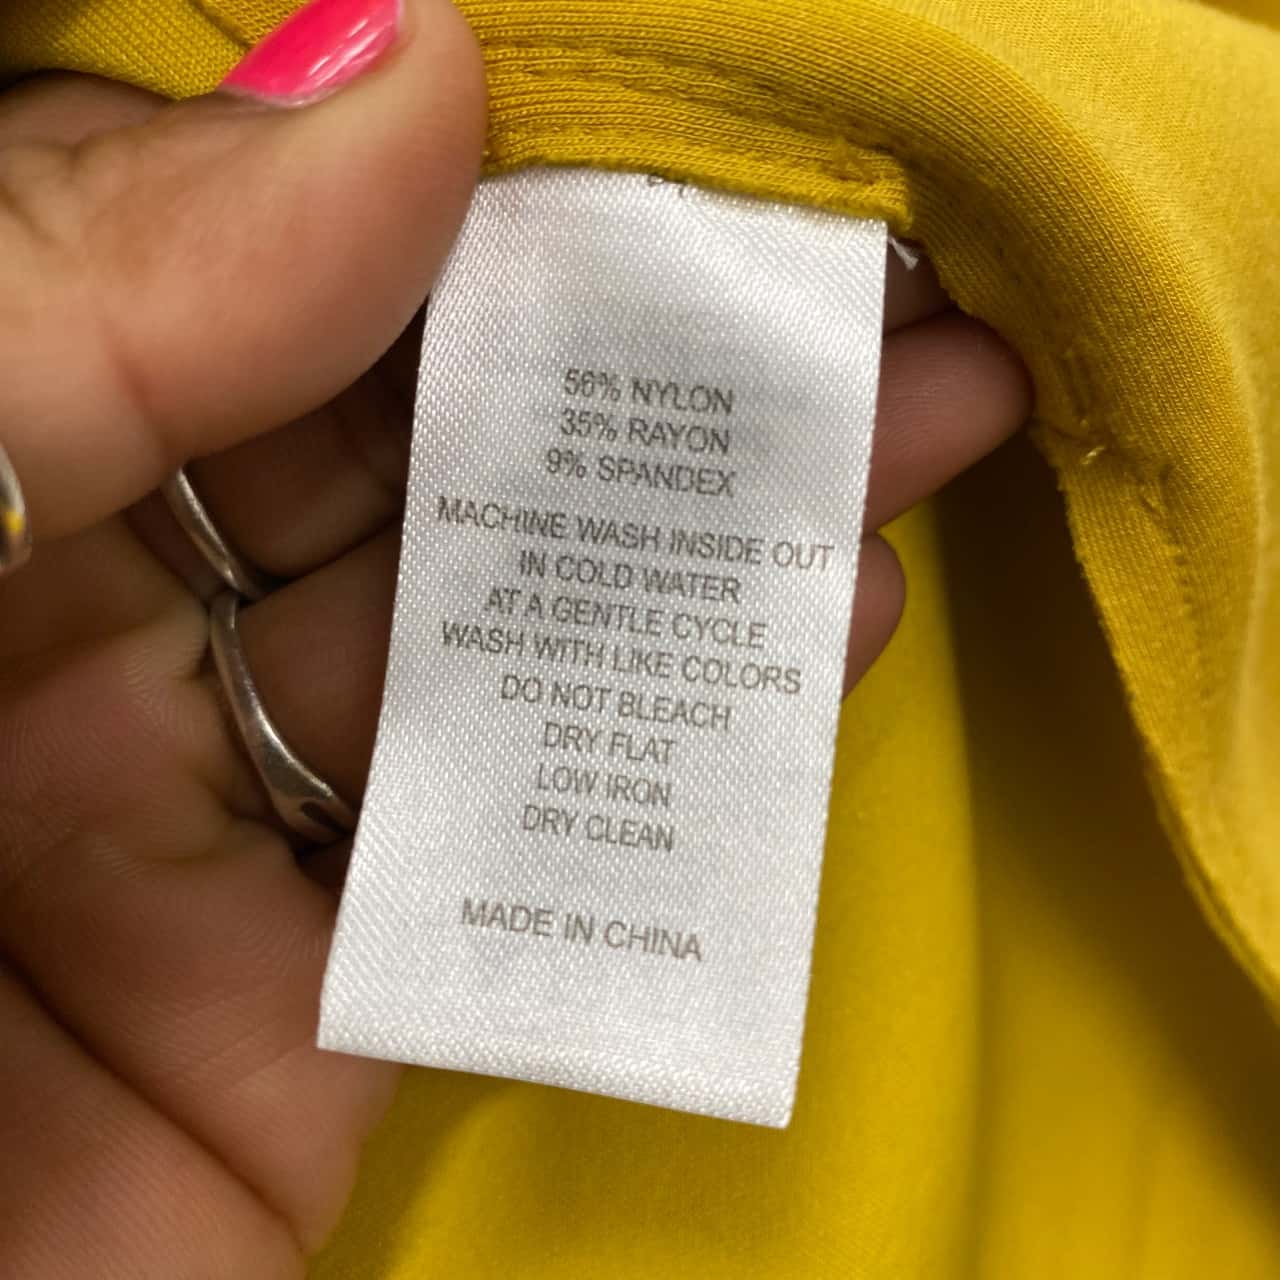 56% NYLON
35% RAYON
9% SPANDEX
MACHINE WASH INSIDE OUT
IN COLD WATER
AT A GENTLE CYCLE
WASH WITH LIKE COLORS
DO NOT BLEACH
DRY FLAT
LOW IRON
DRY CLEAN
MADE IN CHINA